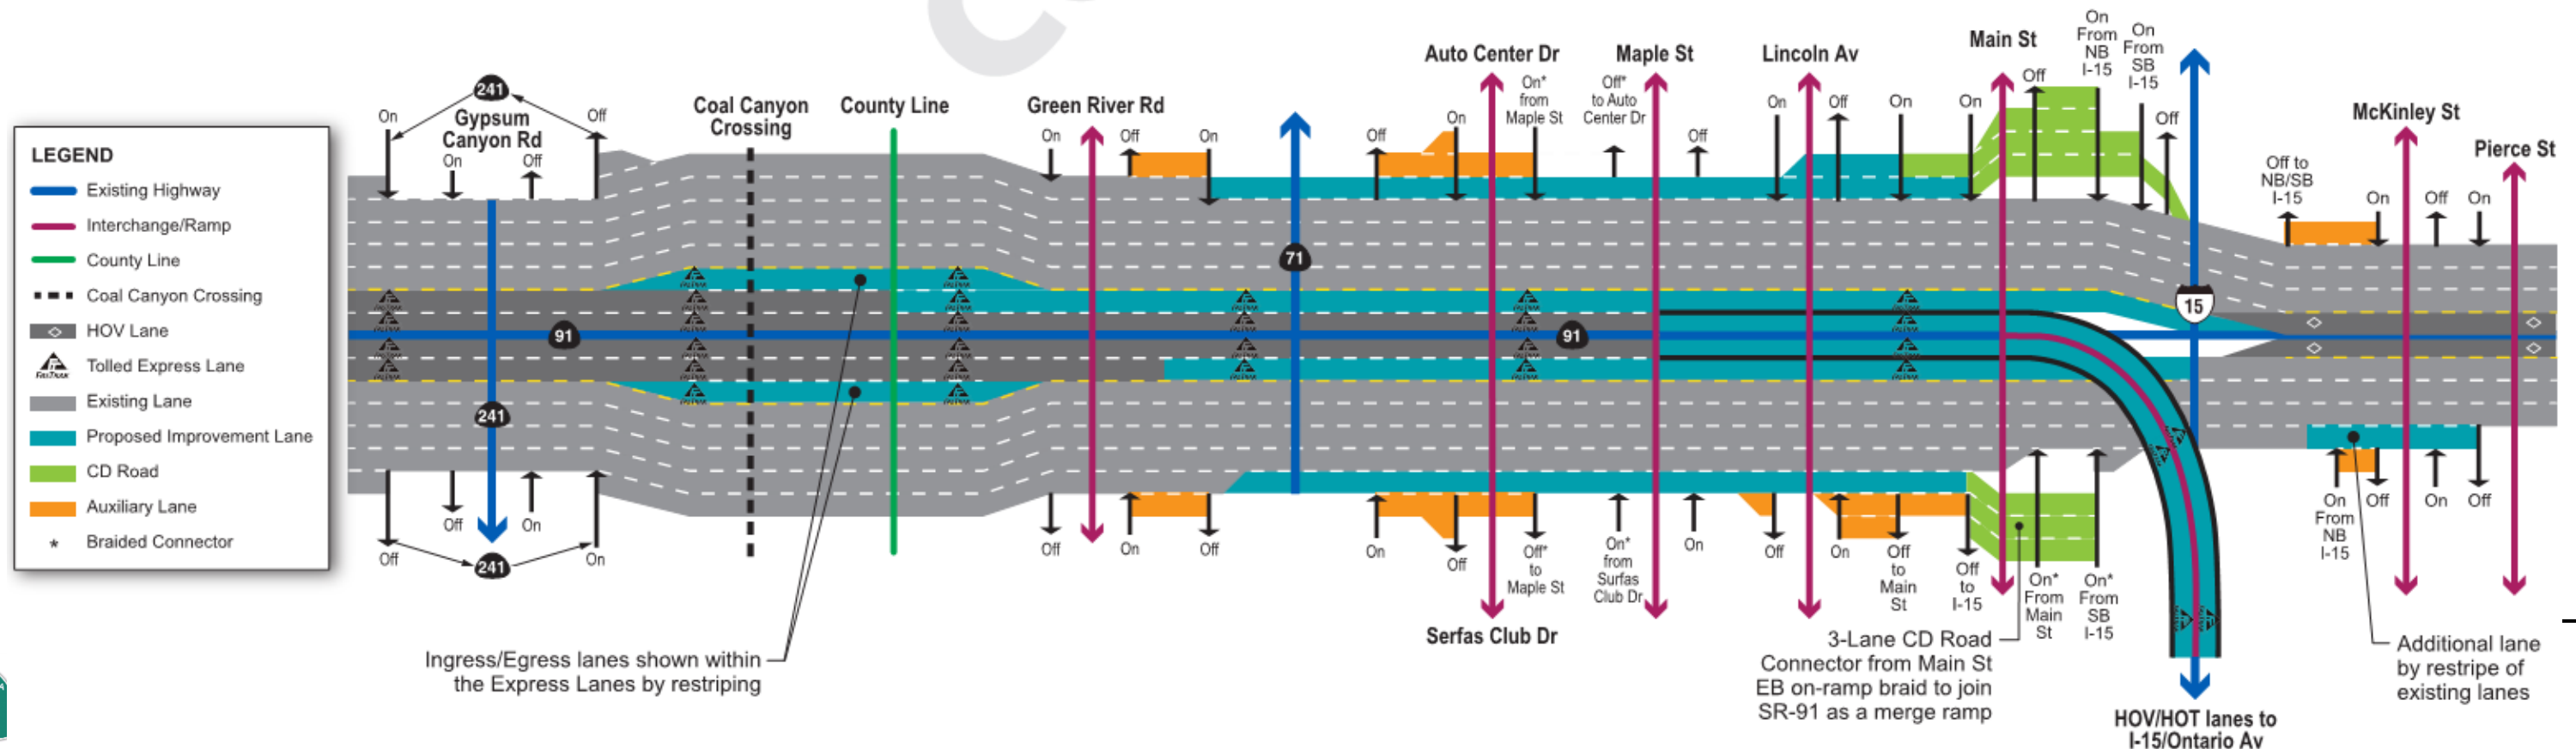 LEGEND
Existing Highway
Interchange/Ramp
County Line
Coal Canyon Crossing
HOV Lane
Tolled Express Lane
Existing Lane
Proposed Improvement Lane
CD Road
Auxiliary Lane
* Braided Connector
241
On
Gypsum
Canyon Rd
On
Off
Off
Coal Canyon
Crossing
County Line
Green River Rd
On
Off
On
Off
Auto Center Dr
On
On*
from
Maple St
Off*
to Auto
Center Dr
Maple St
Off
Lincoln Av
On
Off
On
On
Main St
Off
On
From
NB
I-15
On
From
SB
I-15
Off
Off to
NB/SB
I-15
On
McKinley St
Off
On
Pierce St
91
71
91
15
241
Off
Off
On
On
241
Off
On
Off
On
Off
Off*
to
Maple St
On*
from
Surfas
Club Dr
On
Off
On
Off
to
Main
St
Off
to
I-15
On*
From
Main
St
On*
From
SB
I-15
On
From
NB
I-15
Off
On
Off
Serfas Club Dr
Ingress/Egress lanes shown within
the Express Lanes by restriping
3-Lane CD Road
Connector from Main St
EB on-ramp braid to join
SR-91 as a merge ramp
Additional lane
by restripe of
existing lanes
HOV/HOT lanes to
I-15/Ontario Av